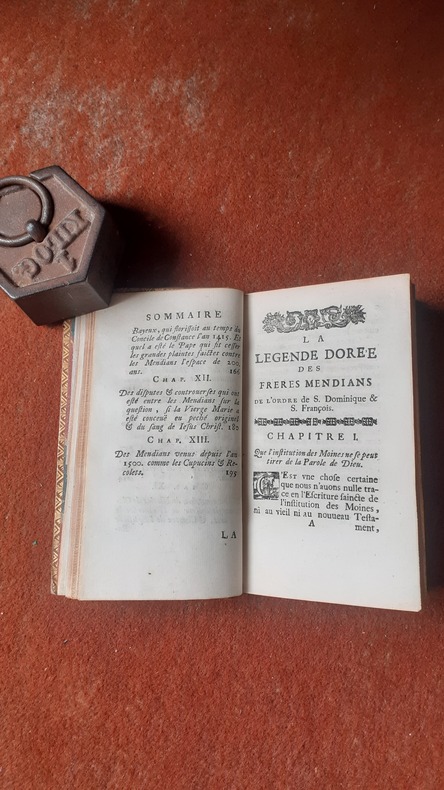 SOMMAIRE
Bayeux, qui florissoit au temps du
Concile de Constance l'an 1415. Et
quel a esté le Pape qui fit cesser
les grandes plaintes faictes contre
les Mendians l'espace de 200.
ans. 166
CHAP. XII.
Des disputes & controuerses qui ont
esté entre les Mendians sur la
question, si la Vierge Marie a
esté conceuë en peché originel
& du sang de Iesus Christ. 180
CHAP. XIII.
Des Mendians venus depuis l'an
1500. comme les Capucins & Re-
colets. 195
LA
LA
LEGENDE DORE'E
DES
FRERES MENDIANS
DE L'ORDRE de S. Dominique &
S. François.
CHAPITRE I.
Que l'institution des Moines ne se peut
tirer de la Parole de Dieu.
C'EST vne chose certaine
que nous n'auons nulle tra-
ce en l'Escriture saincte de
l'institution des Moines,
ni au vieil ni au nouueau Testa-
A ment,